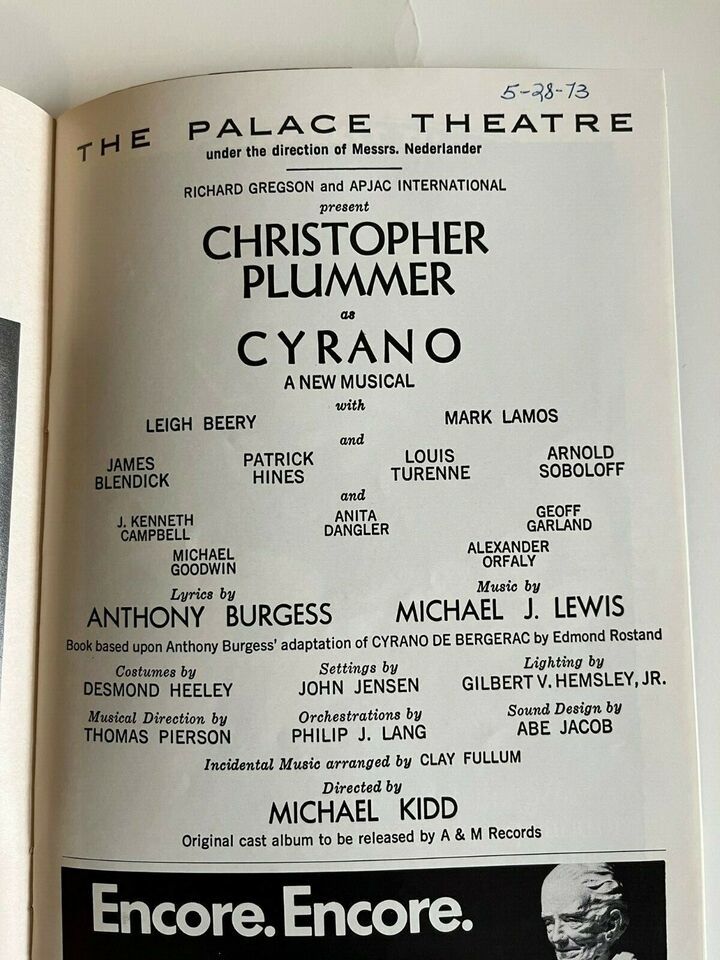 5-28-73
THE PALACE THEATRE
under the direction of Messrs. Nederlander
RICHARD GREGSON and APJAC INTERNATIONAL
present
CHRISTOPHER
PLUMMER
as
CYRANO
A NEW MUSICAL
with
LEIGH BEERY MARK LAMOS
and
JAMES BLENDICK PATRICK HINES LOUIS TURENNE ARNOLD SOBOLOFF
and
J. KENNETH CAMPBELL ANITA DANGLER GEOFF GARLAND
MICHAEL GOODWIN ALEXANDER ORFALY
Lyrics by Music by
ANTHONY BURGESS MICHAEL J. LEWIS
Book based upon Anthony Burgess' adaptation of CYRANO DE BERGERAC by Edmond Rostand
Costumes by Settings by Lighting by
DESMOND HEELEY JOHN JENSEN GILBERT V. HEMSLEY, JR.
Musical Direction by Orchestrations by Sound Design by
THOMAS PIERSON PHILIP J. LANG ABE JACOB
Incidental Music arranged by CLAY FULLUM
Directed by
MICHAEL KIDD
Original cast album to be released by A & M Records
Encore. Encore.